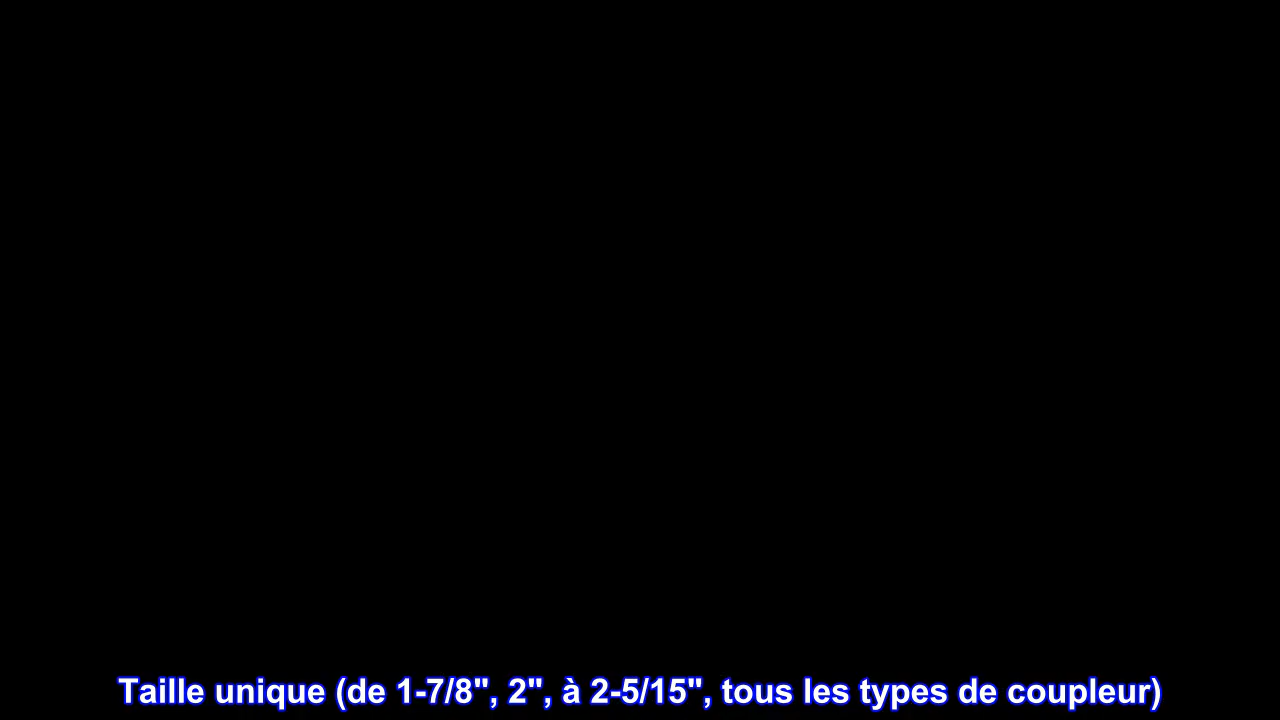 Taille unique (de 1-7/8", 2", à 2-5/15", tous les types de coupleur)